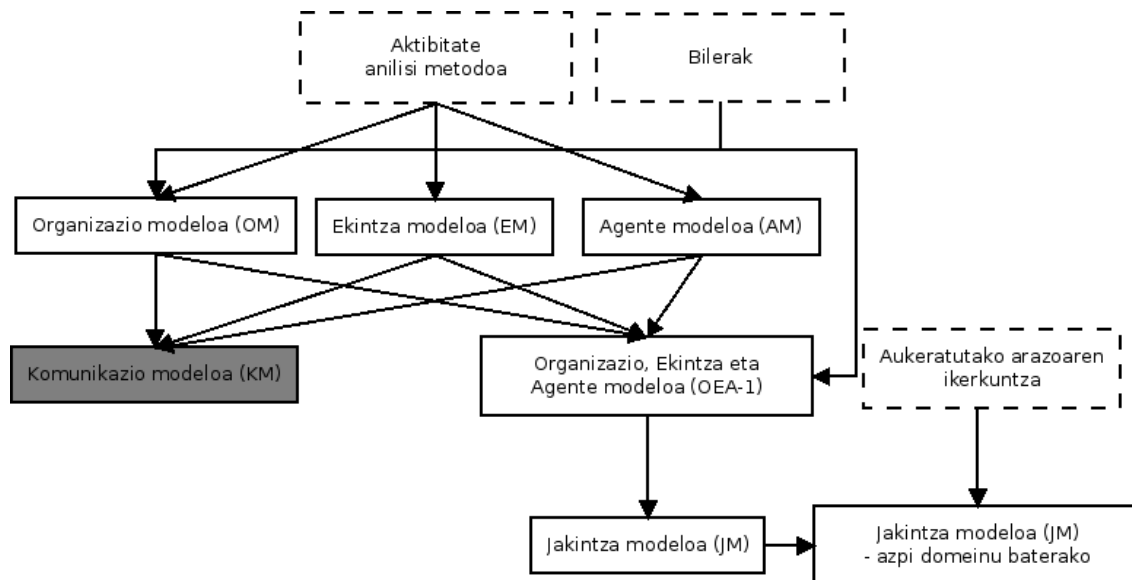 Aktibitate
anilisi metodoa
Bilerak
Organizazio modeloa (OM)
Ekintza modeloa (EM)
Agente modeloa (AM)
Komunikazio modeloa (KM)
Organizazio, Ekintza eta
Agente modeloa (OEA-1)
Aukeratutako arazoaren
ikerkuntza
Jakintza modeloa (JM)
Jakintza modeloa (JM)
- azpi domeinu baterako